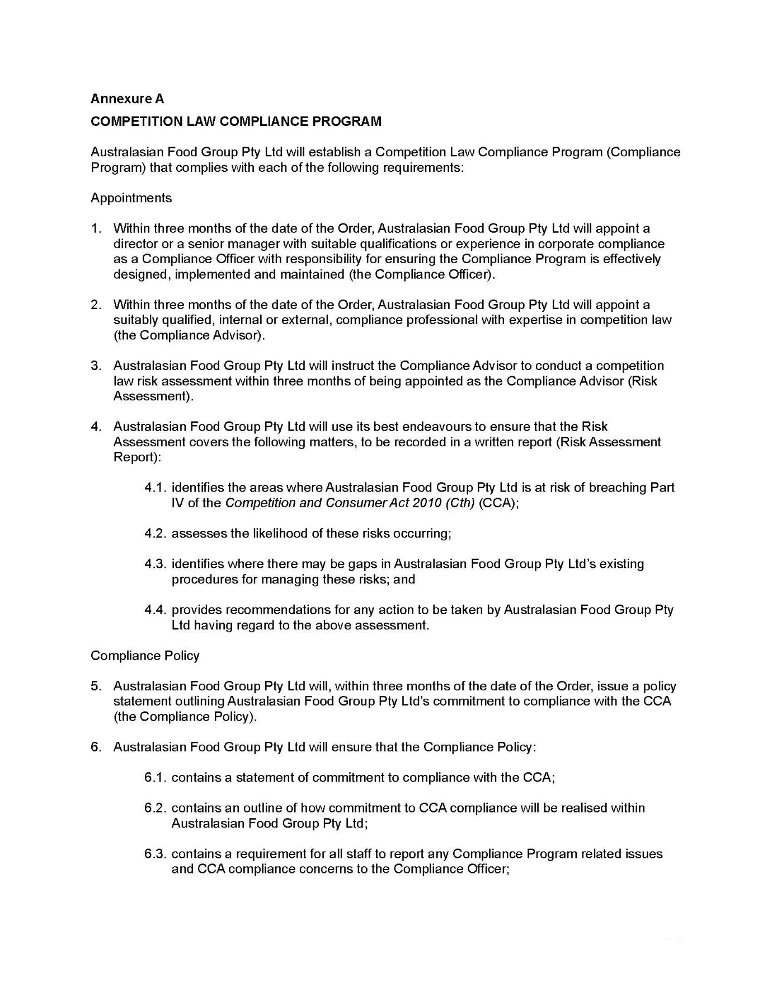 Annexure A
COMPETITION LAW COMPLIANCE PROGRAM
Australasian Food Group Pty Ltd will establish a Competition Law Compliance Program (Compliance
Program) that complies with each of the following requirements:
Appointments
1. Within three months of the date of the Order, Australasian Food Group Pty Ltd will appoint a
director or a senior manager with suitable qualifications or experience in corporate compliance
as a Compliance Officer with responsibility for ensuring the Compliance Program is effectively
designed, implemented and maintained (the Compliance Officer).
2. Within three months of the date of the Order, Australasian Food Group Pty Ltd will appoint a
suitably qualified, internal or external, compliance professional with expertise in competition law
(the Compliance Advisor).
3. Australasian Food Group Pty Ltd will instruct the Compliance Advisor to conduct a competition
law risk assessment within three months of being appointed as the Compliance Advisor (Risk
Assessment).
4. Australasian Food Group Pty Ltd will use its best endeavours to ensure that the Risk
Assessment covers the following matters, to be recorded in a written report (Risk Assessment
Report):
4.1. identifies the areas where Australasian Food Group Pty Ltd is at risk of breaching Part
IV of the Competition and Consumer Act 2010 (Cth) (CCA);
4.2. assesses the likelihood of these risks occurring;
4.3. identifies where there may be gaps in Australasian Food Group Pty Ltd's existing
procedures for managing these risks; and
4.4. provides recommendations for any action to be taken by Australasian Food Group Pty
Ltd having regard to the above assessment.
Compliance Policy
5. Australasian Food Group Pty Ltd will, within three months of the date of the Order, issue a policy
statement outlining Australasian Food Group Pty Ltd's commitment to compliance with the CCA
(the Compliance Policy).
6. Australasian Food Group Pty Ltd will ensure that the Compliance Policy:
6.1. contains a statement of commitment to compliance with the CCA;
6.2. contains an outline of how commitment to CCA compliance will be realised within
Australasian Food Group Pty Ltd;
6.3. contains a requirement for all staff to report any Compliance Program related issues
and CCA compliance concerns to the Compliance Officer;